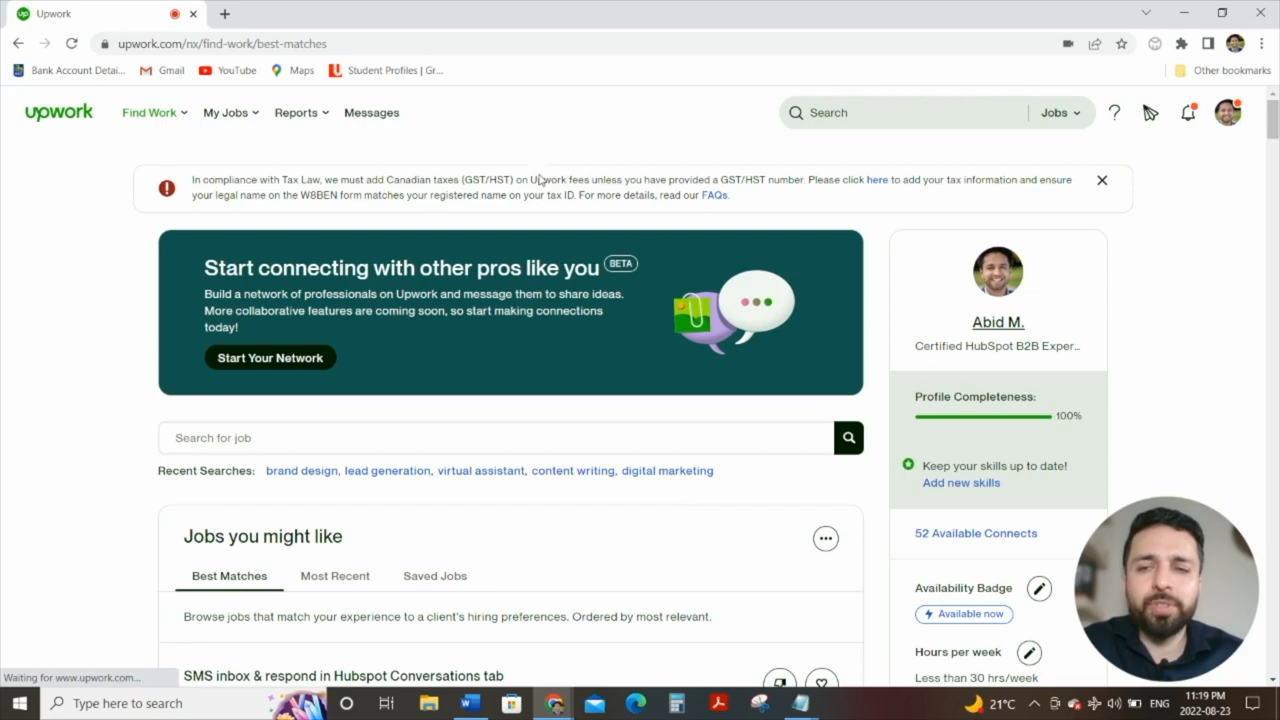 Upwork
upwork.com/nx/find-work/best-matches
Bank Account Detai... Gmail YouTube Maps Student Profiles | Gr... Other bookmarks
upwork Find Work My Jobs Reports Messages Search Jobs
In compliance with Tax Law, we must add Canadian taxes (GST/HST) on Upwork fees unless you have provided a GST/HST number. Please click here to add your tax information and ensure
your legal name on the W8BEN form matches your registered name on your tax ID. For more details, read our FAQs.
Start connecting with other pros like you BETA
Build a network of professionals on Upwork and message them to share ideas.
More collaborative features are coming soon, so start making connections
today!
Start Your Network
Abid M.
Certified HubSpot B2B Exper...
Profile Completeness:
100%
Search for job
Recent Searches: brand design, lead generation, virtual assistant, content writing, digital marketing
Keep your skills up to date!
Add new skills
Jobs you might like
52 Available Connects
Best Matches Most Recent Saved Jobs
Availability Badge
Available now
Browse jobs that match your experience to a client's hiring preferences. Ordered by most relevant.
Hours per week
Less than 30 hrs/week
SMS inbox & respond in Hubspot Conversations tab
Waiting for www.upwork.com...
Type here to search
21°C
ENG
11:19 PM
2022-08-23